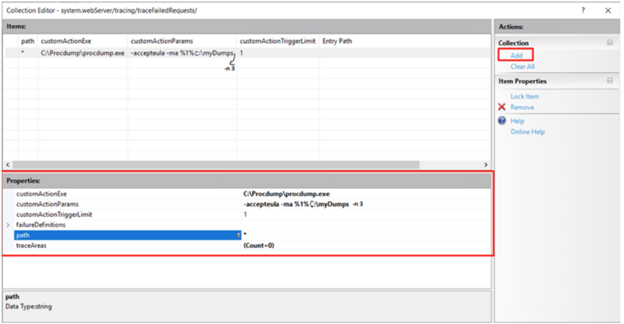 Collection Editor - system.webServer/tracing/traceFailedRequests/
? ×
Items:
path customActionExe customActionParams customActionTriggerLimit Entry Path
* C:\Procdump\procdump.exe -accepteula -ma %1% C:\myDumps 1
-n 3
Properties:
customActionExe C:\Procdump\procdump.exe
customActionParams -accepteula -ma %1% C:\myDumps -n 3
customActionTriggerLimit 1
failureDefinitions
path *
traceAreas (Count=0)
path
Data Type:string
Actions:
Collection
Add
Clear All
Item Properties
Lock Item
Remove
Help
Online Help